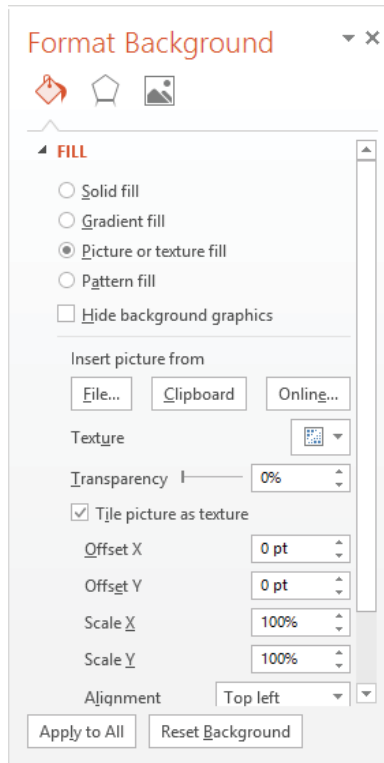 Format Background
FILL
Solid fill
Gradient fill
Picture or texture fill
Pattern fill
Hide background graphics
Insert picture from
File... Clipboard Online...
Texture
Transparency 0%
Tile picture as texture
Offset X 0 pt
Offset Y 0 pt
Scale X 100%
Scale Y 100%
Alignment Top left
Apply to All Reset Background